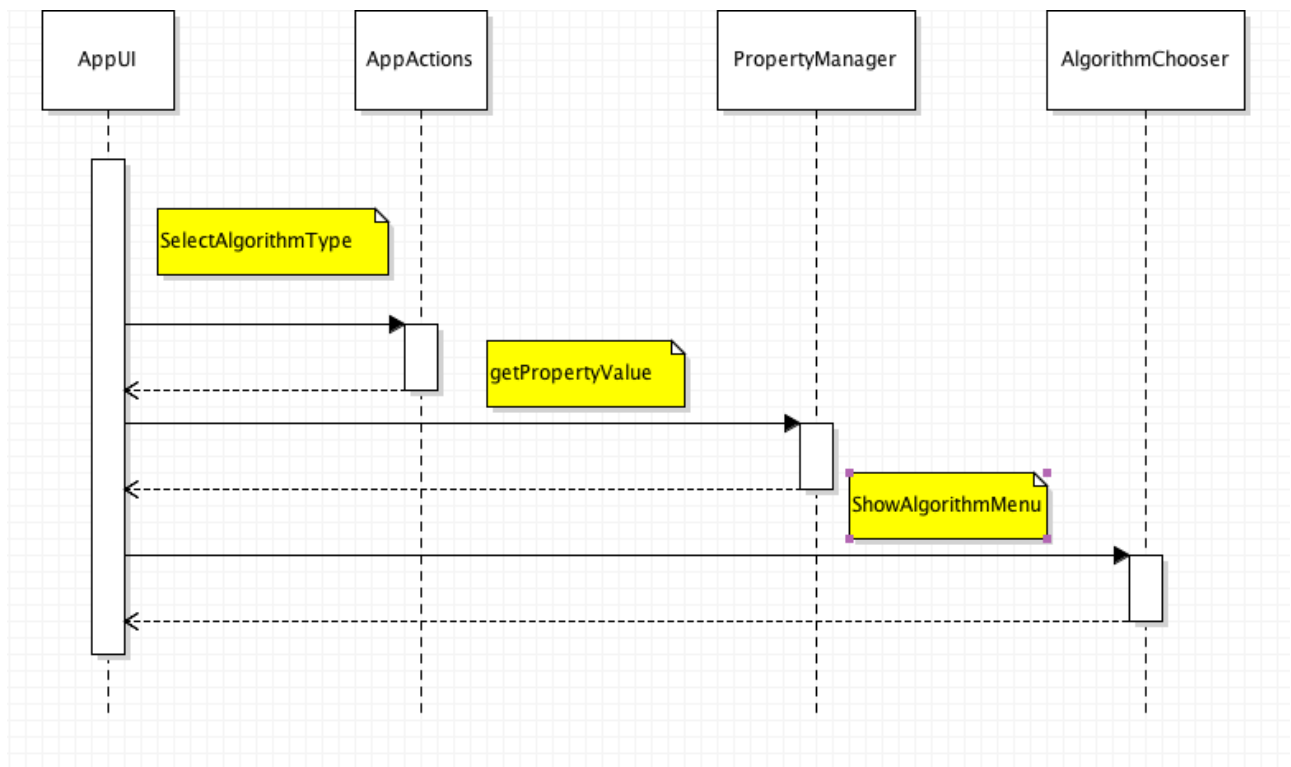 AppUI
AppActions
PropertyManager
AlgorithmChooser
SelectAlgorithmType
getPropertyValue
ShowAlgorithmMenu